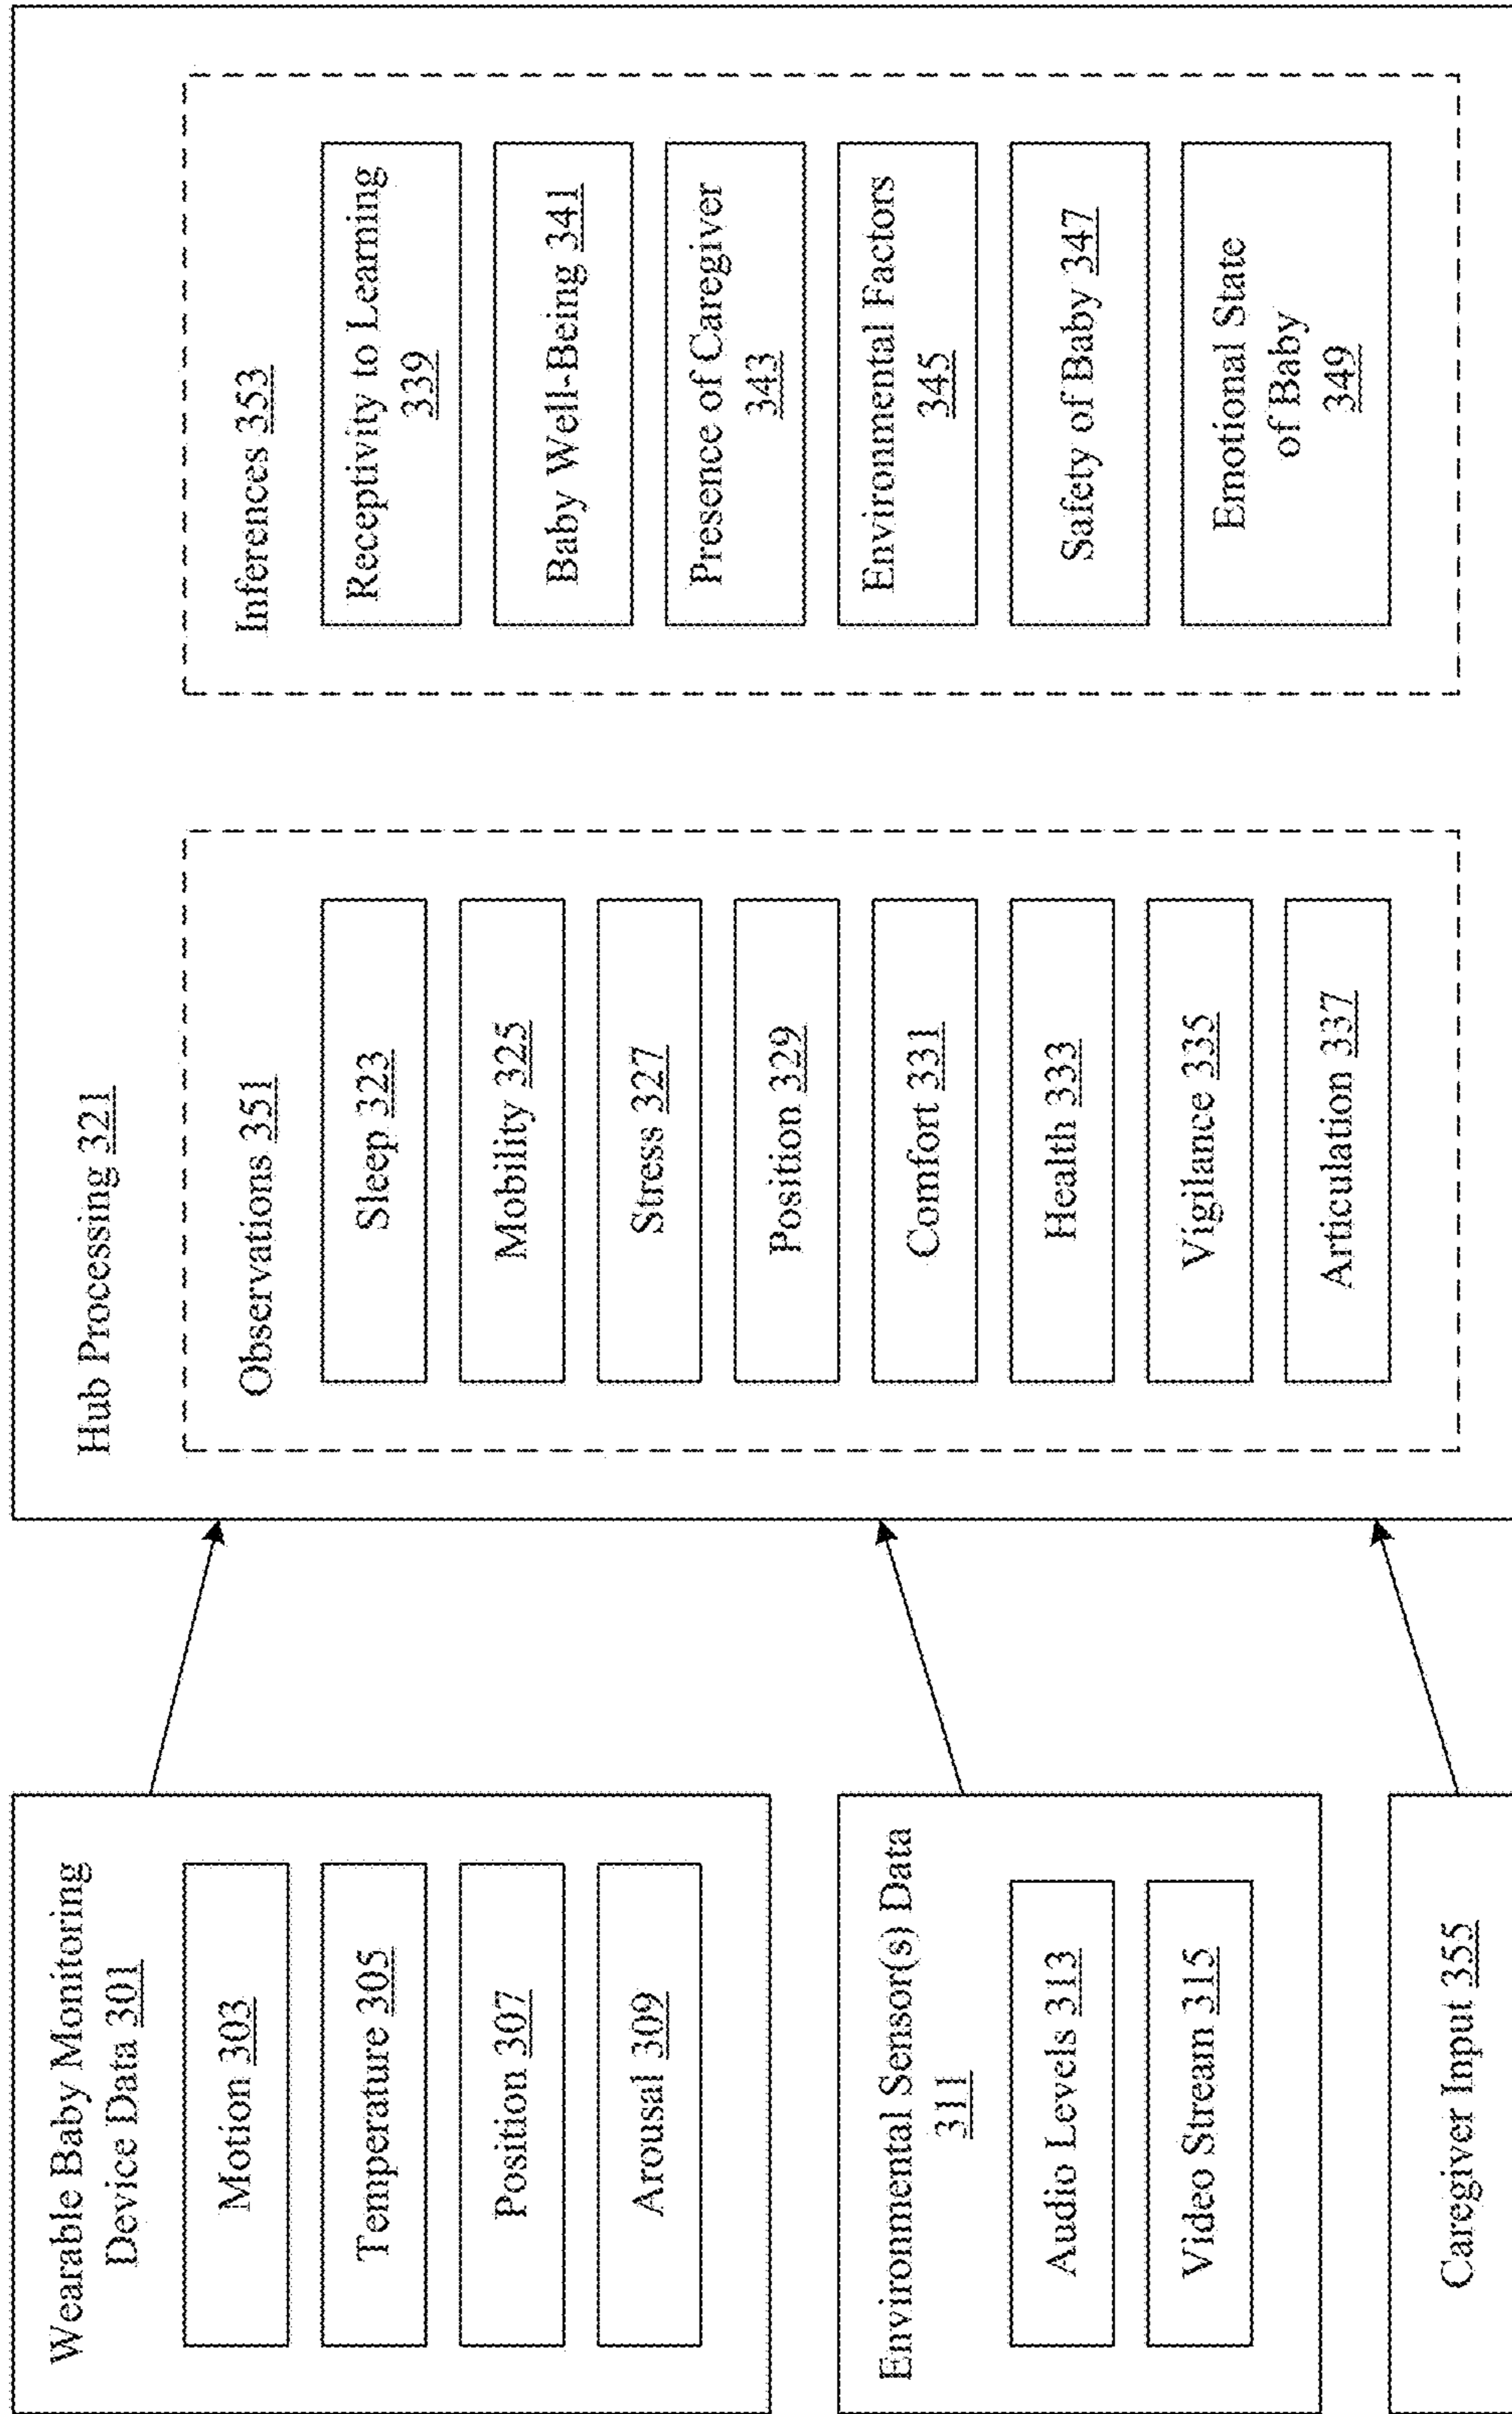 Wearable Baby Monitoring
Device Data 301
Motion 303
Temperature 305
Position 307
Arousal 309
Environmental Sensor(s) Data
311
Audio Levels 313
Video Stream 315
Caregiver Input 355
Hub Processing 321
Observations 351
Sleep 323
Mobility 325
Stress 327
Position 329
Comfort 331
Health 333
Vigilance 335
Articulation 337
Inferences 353
Receptivity to Learning
339
Baby Well-Being 341
Presence of Caregiver
343
Environmental Factors
345
Safety of Baby 347
Emotional State
of Baby
349